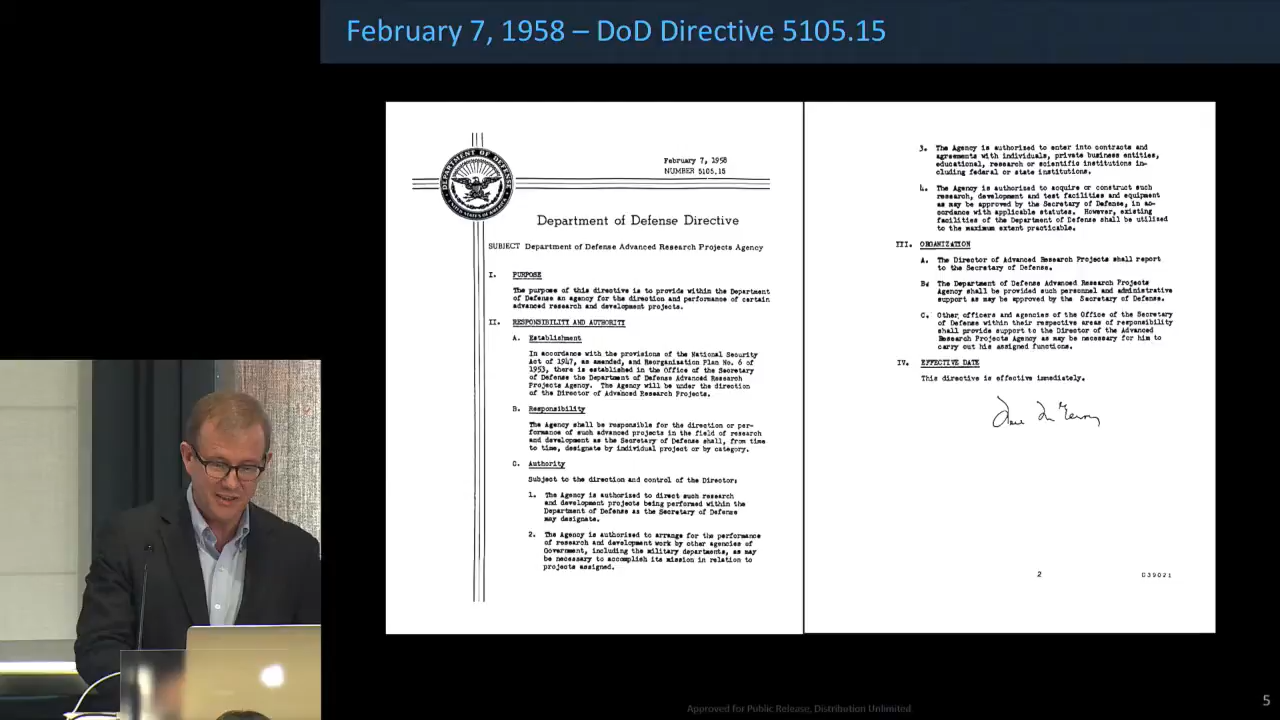 February 7, 1958 – DoD Directive 5105.15
DEPARTMENT OF DEFENSE
UNITED STATES OF AMERICA
February 7, 1958
NUMBER 5105.15
Department of Defense Directive
SUBJECT Department of Defense Advanced Research Projects Agency
I. PURPOSE
The purpose of this directive is to provide within the Department
of Defense an agency for the direction and performance of certain
advanced research and development projects.
II. RESPONSIBILITY AND AUTHORITY
A. Establishment
In accordance with the provisions of the National Security
Act of 1947, as amended, and Reorganization Plan No. 6 of
1953, there is established in the Office of the Secretary
of Defense the Department of Defense Advanced Research
Projects Agency. The Agency will be under the direction
of the Director of Advanced Research Projects.
B. Responsibility
The Agency shall be responsible for the direction or per-
formance of such advanced projects in the field of research
and development as the Secretary of Defense shall, from time
to time, designate by individual project or by category.
C. Authority
Subject to the direction and control of the Director:
1. The Agency is authorized to direct such research
and development projects being performed within the
Department of Defense as the Secretary of Defense
may designate.
2. The Agency is authorized to arrange for the performance
of research and development work by other agencies of
Government, including the military departments, as may
be necessary to accomplish its mission in relation to
projects assigned.
3. The Agency is authorized to enter into contracts and
agreements with individuals, private business entities,
educational, research or scientific institutions in-
cluding federal or state institutions.
4. The Agency is authorized to acquire or construct such
research, development and test facilities and equipment
as may be approved by the Secretary of Defense, in ac-
cordance with applicable statutes. However, existing
facilities of the Department of Defense shall be utilized
to the maximum extent practicable.
III. ORGANIZATION
A. The Director of Advanced Research Projects shall report
to the Secretary of Defense.
B. The Department of Defense Advanced Research Projects
Agency shall be provided such personnel and administrative
support as may be approved by the Secretary of Defense.
C. Other officers and agencies of the Office of the Secretary
of Defense within their respective areas of responsibility
shall provide support to the Director of the Advanced
Research Projects Agency as may be necessary for him to
carry out his assigned functions.
IV. EFFECTIVE DATE
This directive is effective immediately.
2
D39021
Approved for Public Release, Distribution Unlimited
5